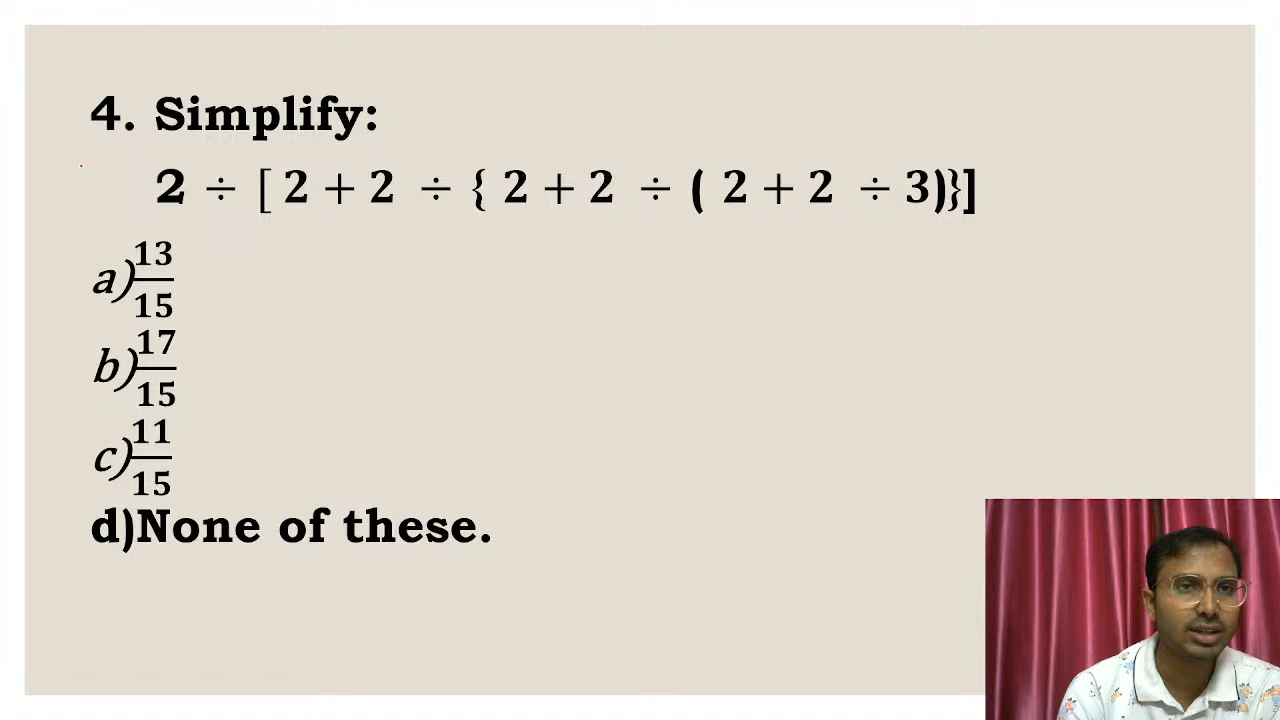 4. Simplify:
2 ÷ [ 2 + 2 ÷ { 2 + 2 ÷ ( 2 + 2 ÷ 3)}]
a) 13/15
b) 17/15
c) 11/15
d)None of these.